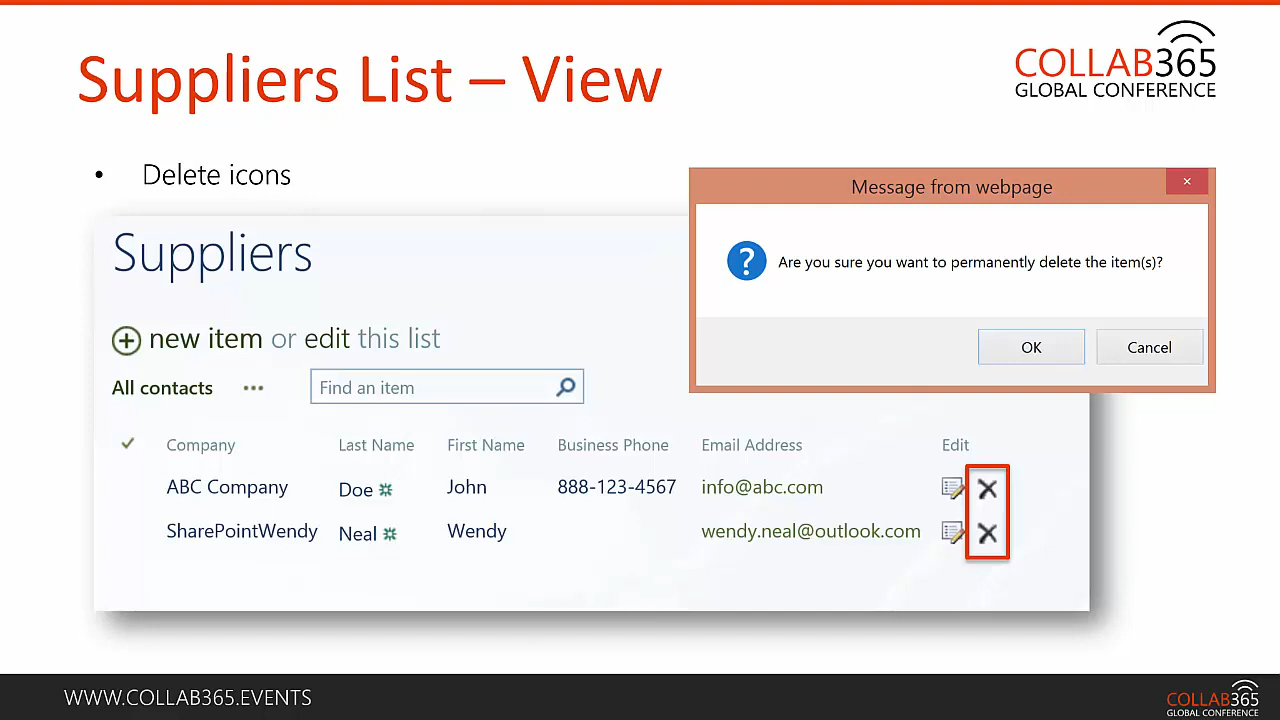 Suppliers List – View
COLLAB365
GLOBAL CONFERENCE
• Delete icons
Message from webpage
Are you sure you want to permanently delete the item(s)?
OK Cancel
Suppliers
new item or edit this list
All contacts ••• Find an item
Company Last Name First Name Business Phone Email Address Edit
ABC Company Doe John 888-123-4567 info@abc.com
SharePointWendy Neal Wendy wendy.neal@outlook.com
WWW.COLLAB365.EVENTS
COLLAB365
GLOBAL CONFERENCE